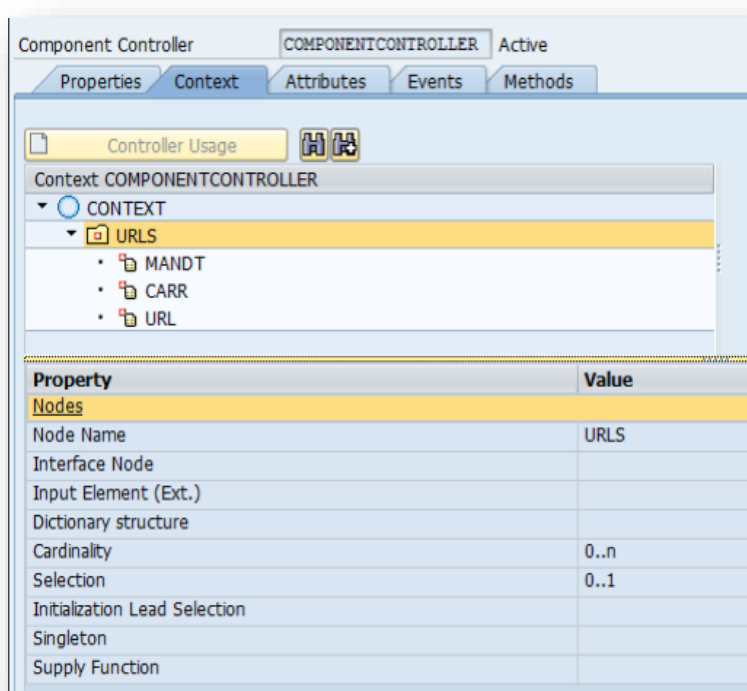 Component Controller COMPONENTCONTROLLER Active
Properties Context Attributes Events Methods
Controller Usage
Context COMPONENTCONTROLLER
CONTEXT
URLS
MANDT
CARR
URL
Property Value
Nodes
Node Name URLS
Interface Node
Input Element (Ext.)
Dictionary structure
Cardinality 0..n
Selection 0..1
Initialization Lead Selection
Singleton
Supply Function